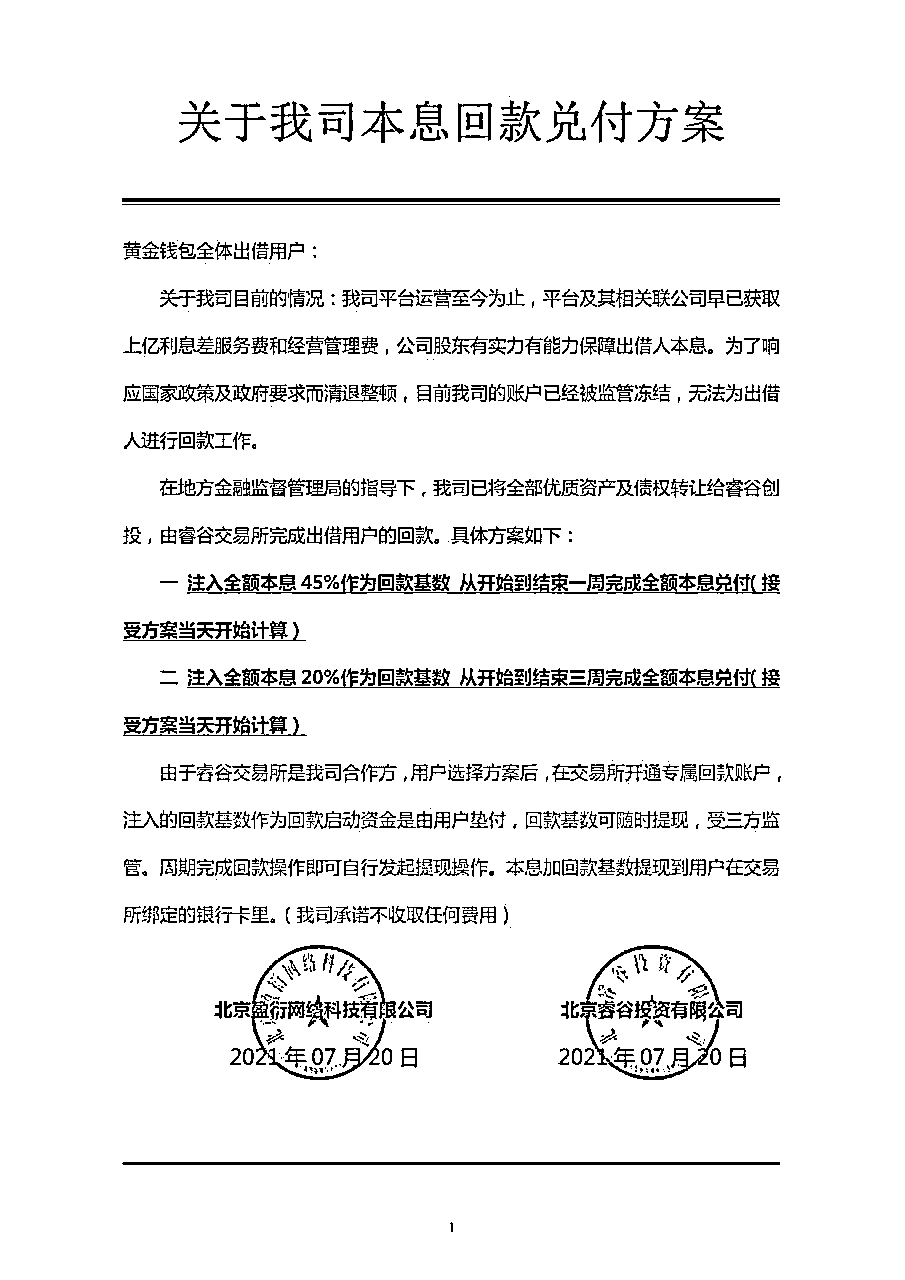 关于我司本息回款兑付方案
黄金钱包全体出借用户：
关于我司目前的情况：我司平台运营至今为止，平台及其相关联公司早已获取
上亿利息差服务费和经营管理费，公司股东有实力有能力保障出借人本息。为了响
应国家政策及政府要求而清退整顿，目前我司的账户已经被监管冻结，无法为出借
人进行回款工作。
在地方金融监督管理局的指导下，我司已将全部优质资产及债权转让给睿谷创
投，由睿谷交易所完成出借用户的回款。具体方案如下：
一 注入全额本息 45%作为回款基数 从开始到结束一周完成全额本息兑付（接
受方案当天开始计算）
二 注入全额本息 20%作为回款基数 从开始到结束三周完成全额本息兑付（接
受方案当天开始计算）
由于睿谷交易所是我司合作方，用户选择方案后，在交易所开通专属回款账户，
注入的回款基数作为回款启动资金是由用户垫付，回款基数可随时提现，受三方监
管。周期完成回款操作即可自行发起提现操作。本息加回款基数提现到用户在交易
所绑定的银行卡里。（我司承诺不收取任何费用）
北京盈衍网络科技有限公司 北京睿谷投资有限公司
2021 年 07 月 20 日 2021 年 07 月 20 日
1